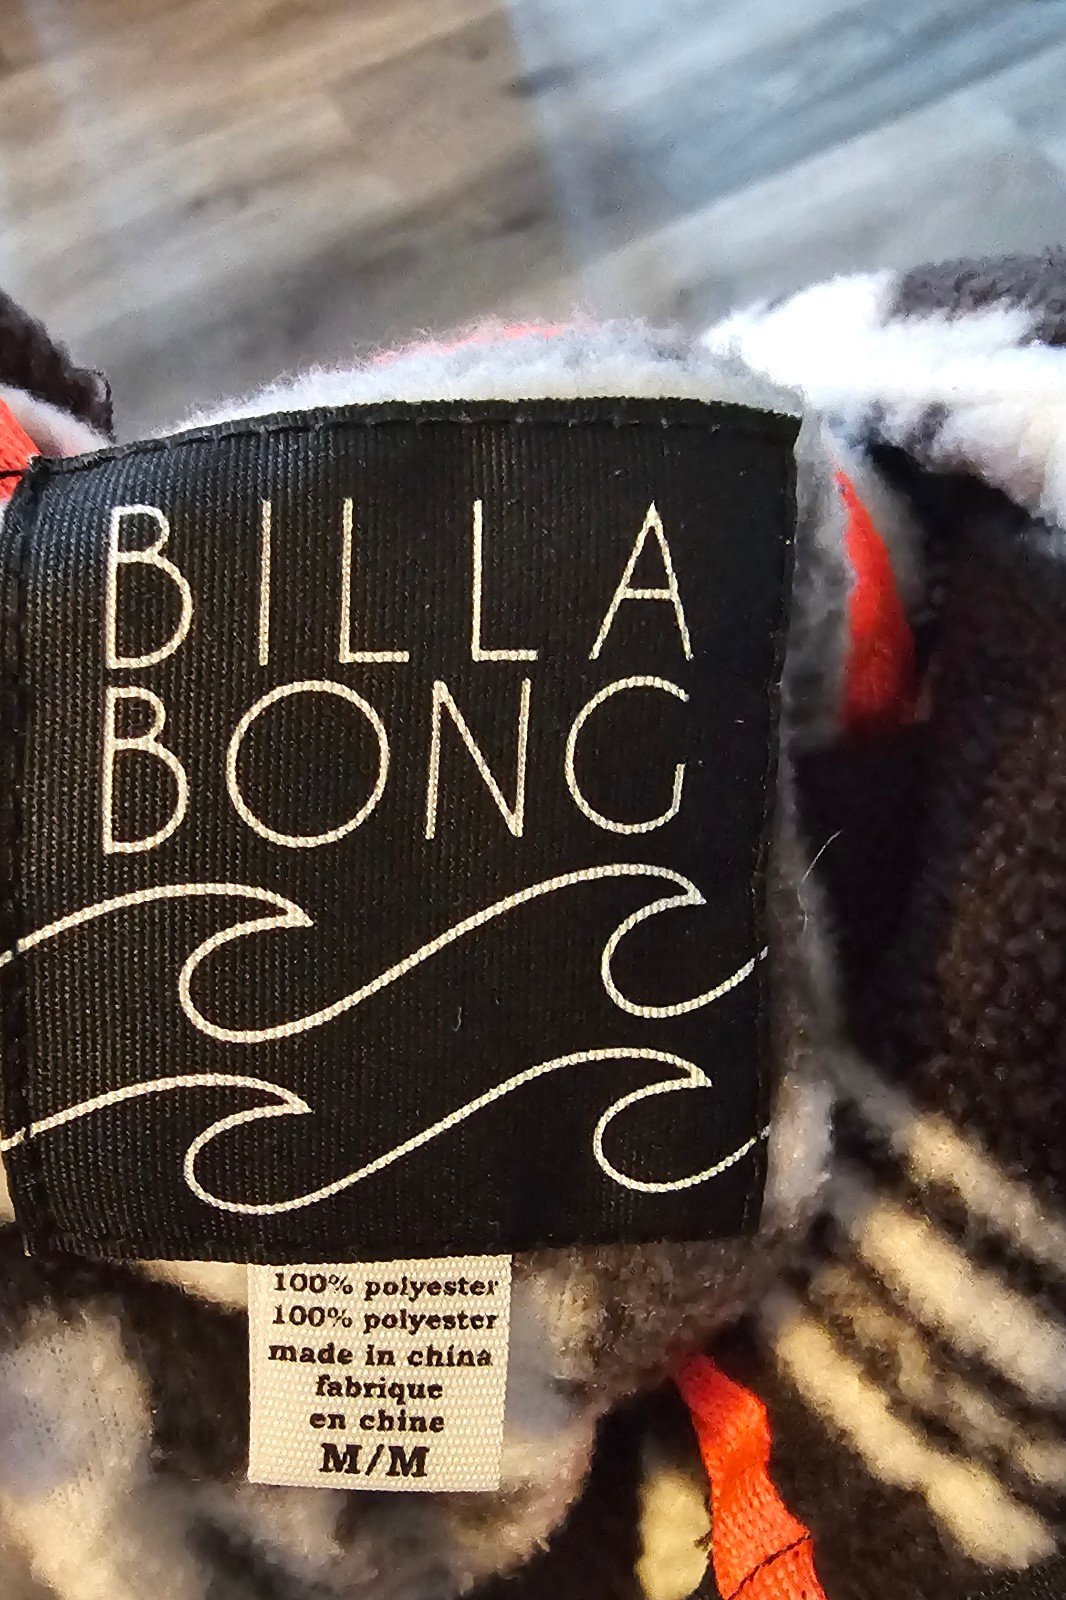 BILLA
BONG
100% polyester
100% polyester
made in china
fabrique
en chine
M/M